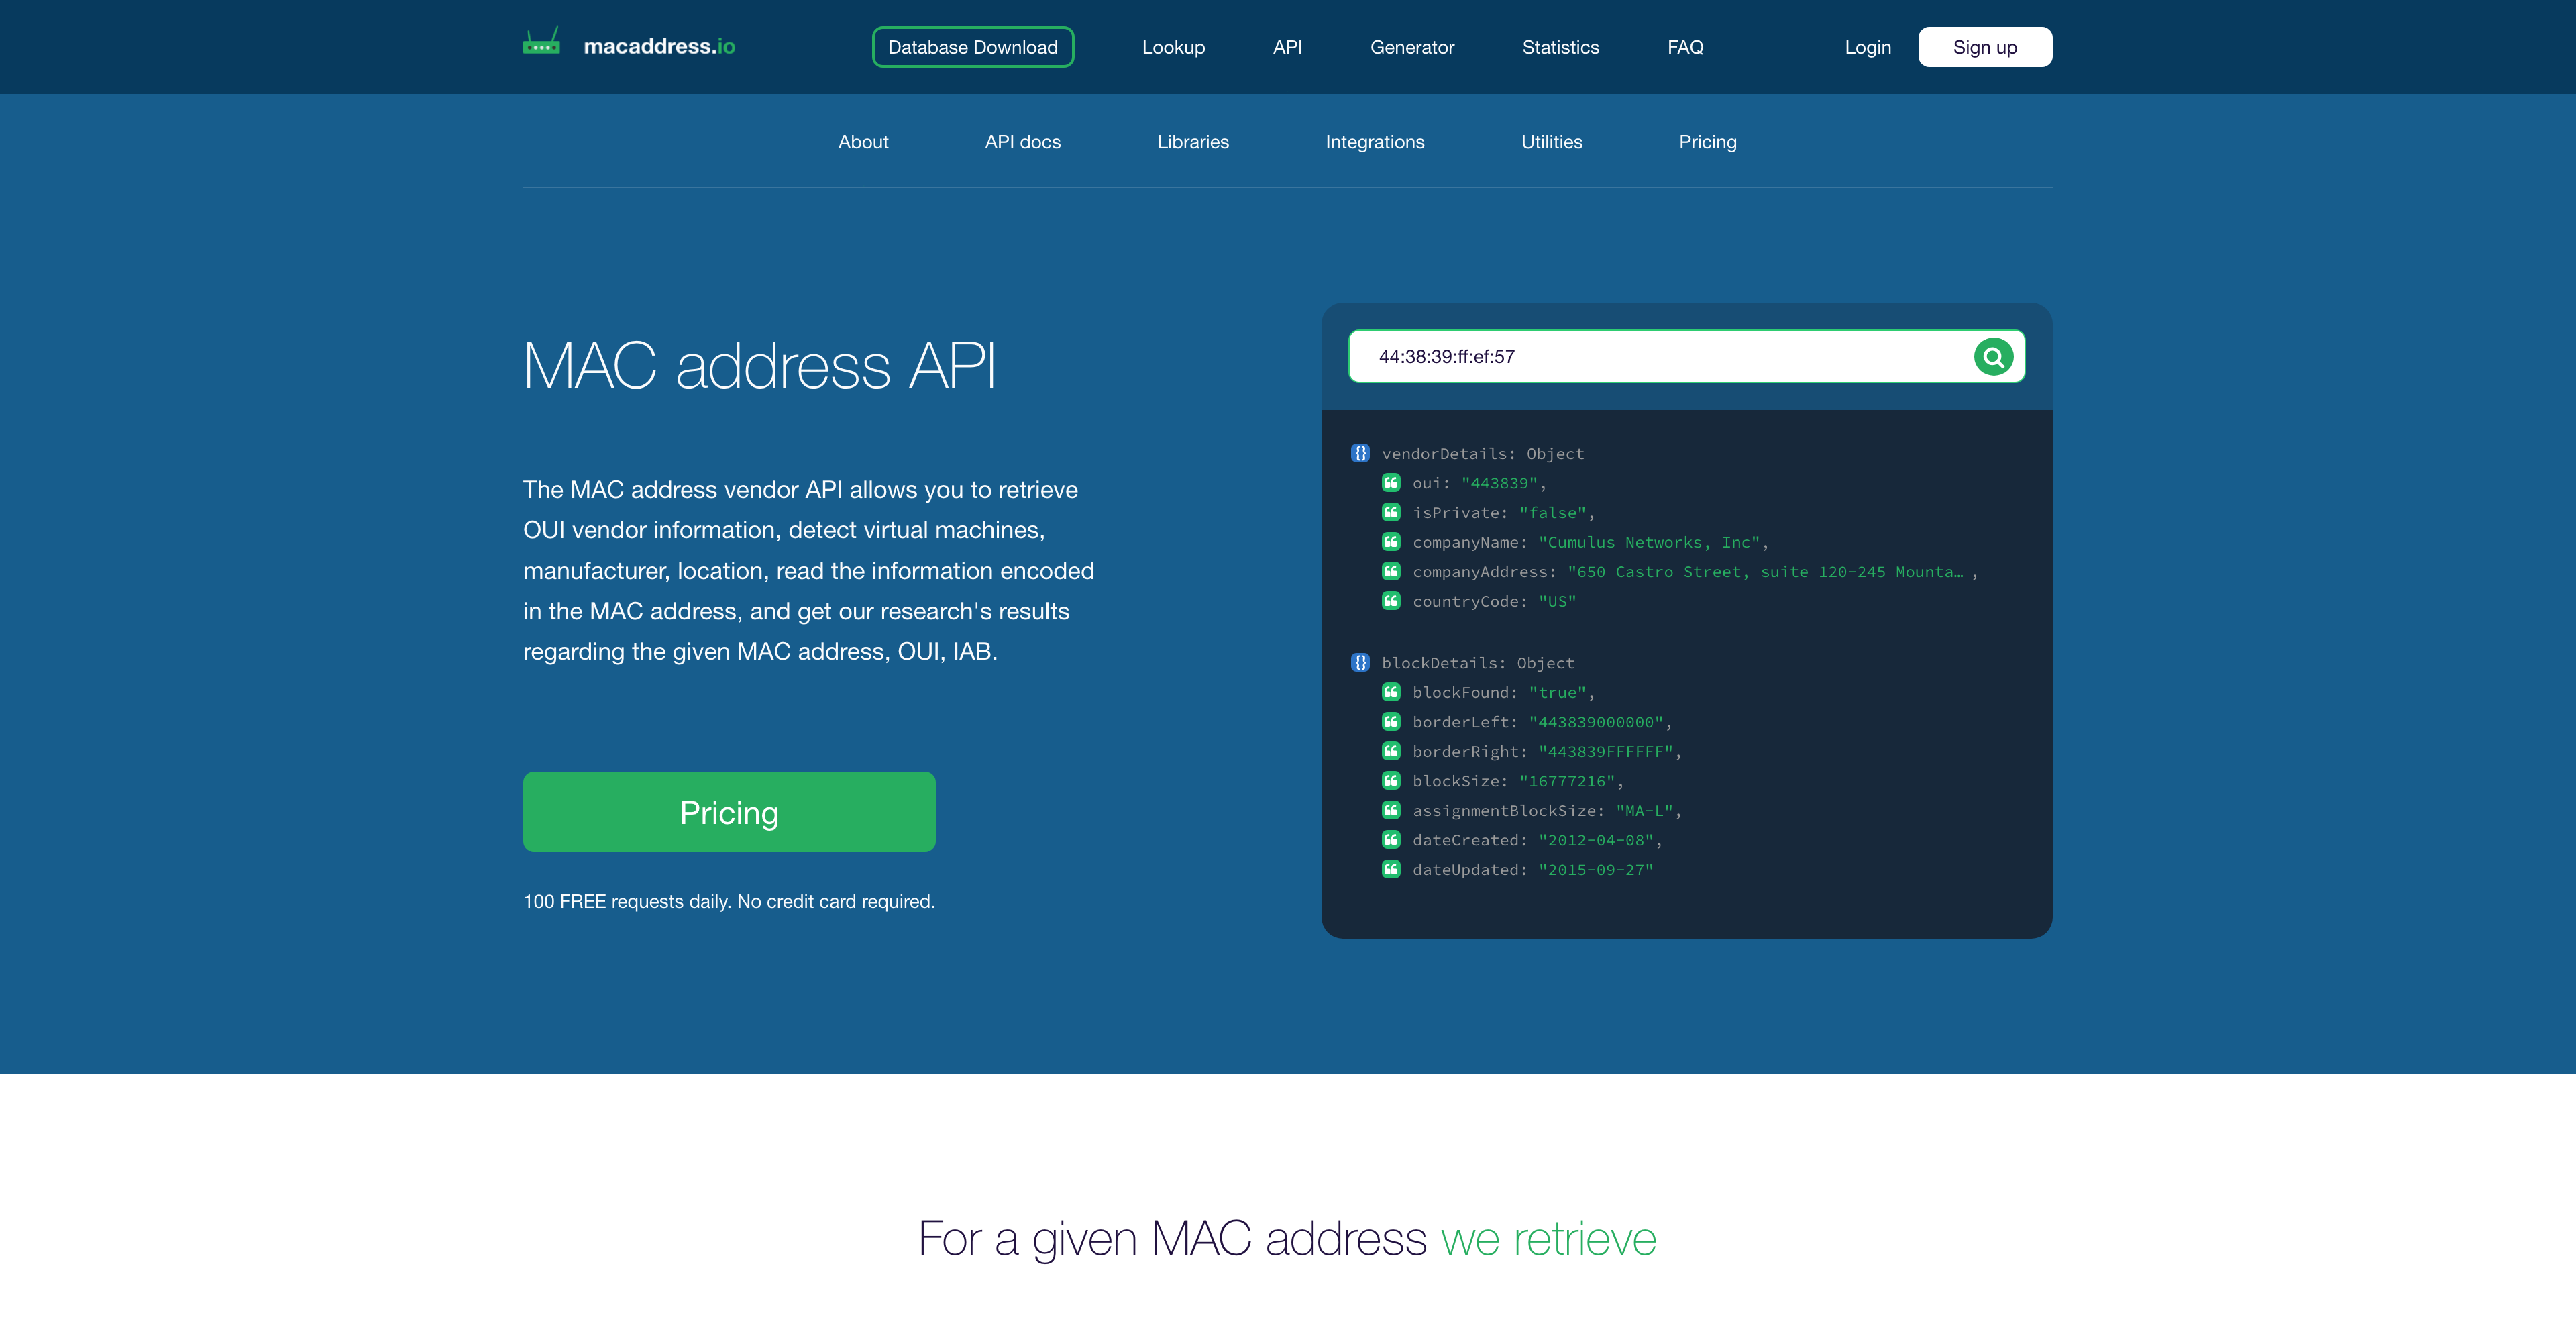 macaddress.io
Database Download
Lookup
API
Generator
Statistics
FAQ
Login
Sign up
About
API docs
Libraries
Integrations
Utilities
Pricing
MAC address API
The MAC address vendor API allows you to retrieve
OUI vendor information, detect virtual machines,
manufacturer, location, read the information encoded
in the MAC address, and get our research's results
regarding the given MAC address, OUI, IAB.
Pricing
100 FREE requests daily. No credit card required.
44:38:39:ff:ef:57
{} vendorDetails: Object
oui: "443839",
isPrivate: "false",
companyName: "Cumulus Networks, Inc",
companyAddress: "650 Castro Street, suite 120-245 Mounta… ,
countryCode: "US"
{} blockDetails: Object
blockFound: "true",
borderLeft: "443839000000",
borderRight: "443839FFFFFF",
blockSize: "16777216",
assignmentBlockSize: "MA-L",
dateCreated: "2012-04-08",
dateUpdated: "2015-09-27"
For a given MAC address we retrieve